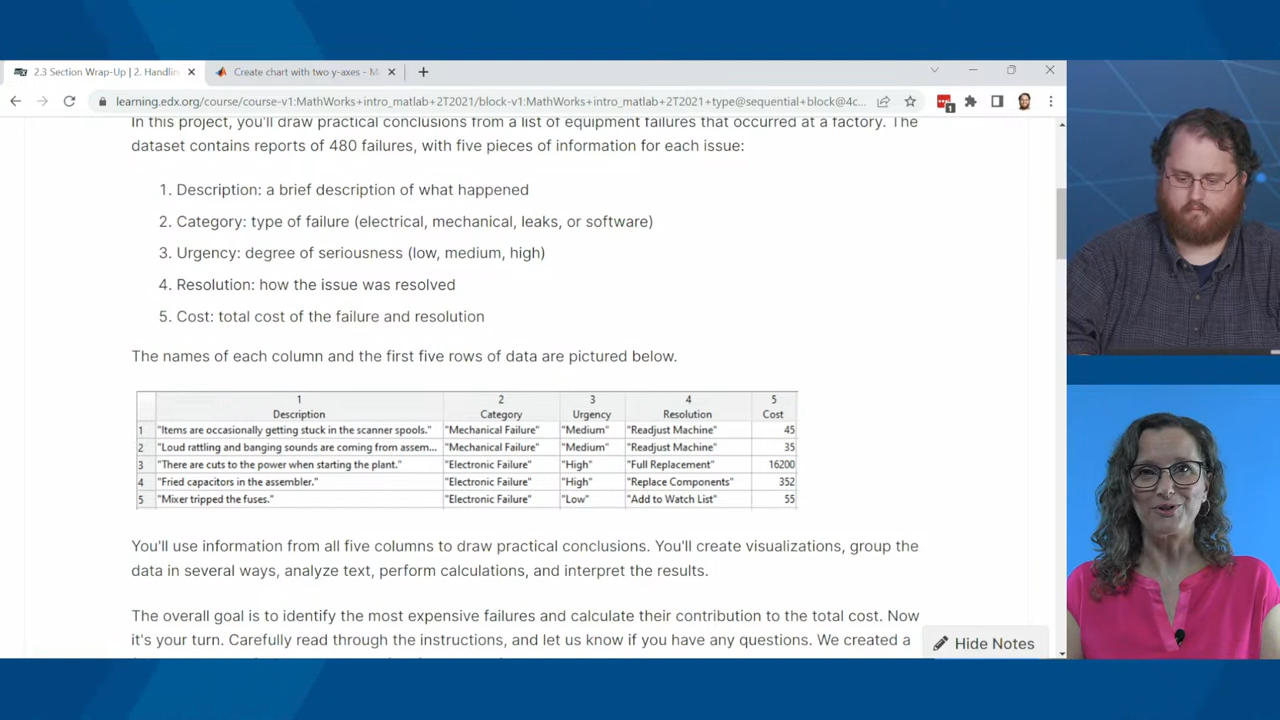 2.3 Section Wrap-Up | 2. Handlin
Create chart with two y-axes - M
learning.edx.org/course/course-v1:MathWorks+intro_matlab+2T2021/block-v1:MathWorks+intro_matlab+2T2021+type@sequential+block@4c...
1
In this project, you'll draw practical conclusions from a list of equipment failures that occurred at a factory. The
dataset contains reports of 480 failures, with five pieces of information for each issue:
1. Description: a brief description of what happened
2. Category: type of failure (electrical, mechanical, leaks, or software)
3. Urgency: degree of seriousness (low, medium, high)
4. Resolution: how the issue was resolved
5. Cost: total cost of the failure and resolution
The names of each column and the first five rows of data are pictured below.
1 2 3 4 5
Description Category Urgency Resolution Cost
1 "Items are occasionally getting stuck in the scanner spools." "Mechanical Failure" "Medium" "Readjust Machine" 45
2 "Loud rattling and banging sounds are coming from assem... "Mechanical Failure" "Medium" "Readjust Machine" 35
3 "There are cuts to the power when starting the plant." "Electronic Failure" "High" "Full Replacement" 16200
4 "Fried capacitors in the assembler." "Electronic Failure" "High" "Replace Components" 352
5 "Mixer tripped the fuses." "Electronic Failure" "Low" "Add to Watch List" 55
You'll use information from all five columns to draw practical conclusions. You'll create visualizations, group the
data in several ways, analyze text, perform calculations, and interpret the results.
The overall goal is to identify the most expensive failures and calculate their contribution to the total cost. Now
it's your turn. Carefully read through the instructions, and let us know if you have any questions. We created a
Hide Notes